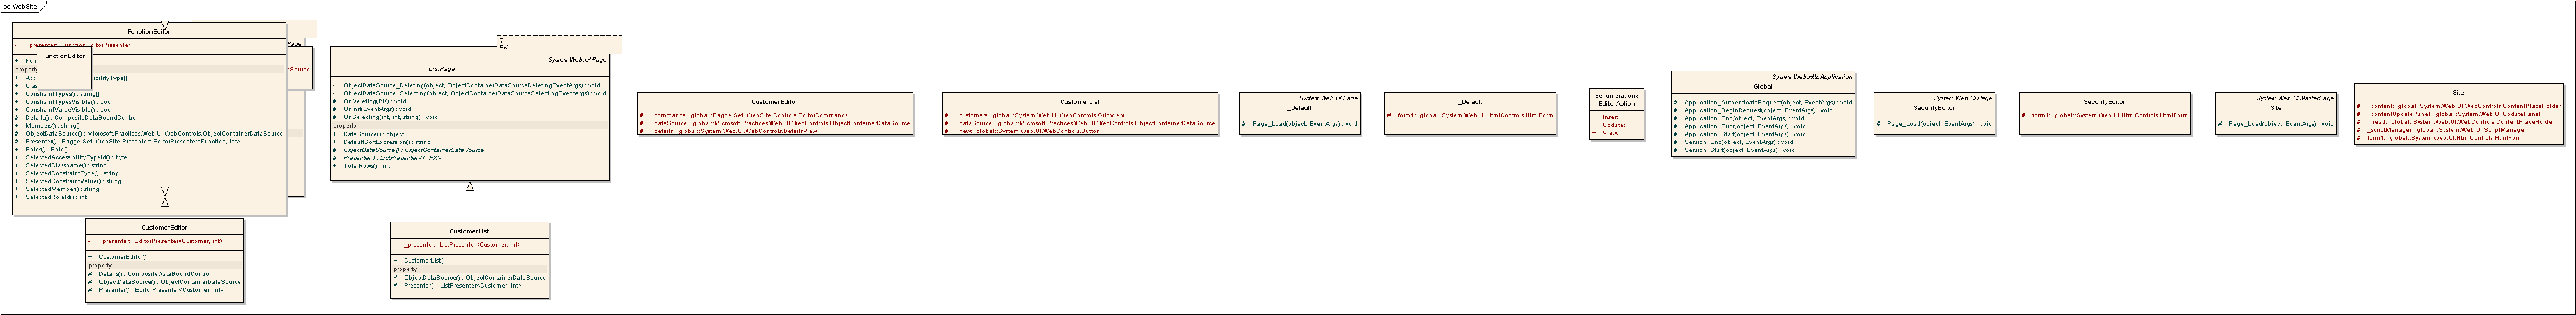 cd WebSite
FunctionEditor
- _presenter: FunctionEditorPresenter
+
property
+
+
+ ConstraintTypes() : string[]
+ ConstraintTypesVisible() : bool
+ ConstraintValueVisible() : bool
# Details() : CompositeDataBoundControl
+ Members() : string[]
# ObjectDataSource() : Microsoft.Practices.Web.UI.WebControls.ObjectContainerDataSource
# Presenter() : Bagge.Seti.WebSite.Presenters.EditorPresenter<Function, int>
+ Roles() : Role[]
+ SelectedAccessibilityTypeId() : byte
+ SelectedClassname() : string
+ SelectedConstraintType() : string
+ SelectedConstraintValue() : string
+ SelectedMember() : string
+ SelectedRoleId() : int
FunctionEditor
CustomerEditor
- _presenter: EditorPresenter<Customer, int>
+ CustomerEditor()
property
# Details() : CompositeDataBoundControl
# ObjectDataSource() : ObjectContainerDataSource
# Presenter() : EditorPresenter<Customer, int>
T
PK
System.Web.UI.Page
ListPage
- ObjectDataSource_Deleting(object, ObjectContainerDataSourceDeletingEventArgs) : void
- ObjectDataSource_Selecting(object, ObjectContainerDataSourceSelectingEventArgs) : void
# OnDeleting(PK) : void
# OnInit(EventArgs) : void
# OnSelecting(int, int, string) : void
property
+ DataSource() : object
+ DefaultSortExpression() : string
# ObjectDataSource() : ObjectContainerDataSource
# Presenter() : ListPresenter<T, PK>
+ TotalRows() : int
CustomerList
- _presenter: ListPresenter<Customer, int>
+ CustomerList()
property
# ObjectDataSource() : ObjectContainerDataSource
# Presenter() : ListPresenter<Customer, int>
CustomerEditor
# _commands: global::Bagge.Seti.WebSite.Controls.EditorCommands
# _dataSource: global::Microsoft.Practices.Web.UI.WebControls.ObjectContainerDataSource
# _details: global::System.Web.UI.WebControls.DetailsView
CustomerList
# _customers: global::System.Web.UI.WebControls.GridView
# _dataSource: global::Microsoft.Practices.Web.UI.WebControls.ObjectContainerDataSource
# _new: global::System.Web.UI.WebControls.Button
System.Web.UI.Page
_Default
# Page_Load(object, EventArgs) : void
_Default
# form1: global::System.Web.UI.HtmlControls.HtmlForm
«enumeration»
EditorAction
+ Insert:
+ Update:
+ View:
System.Web.HttpApplication
Global
# Application_AuthenticateRequest(object, EventArgs) : void
# Application_BeginRequest(object, EventArgs) : void
# Application_End(object, EventArgs) : void
# Application_Error(object, EventArgs) : void
# Application_Start(object, EventArgs) : void
# Session_End(object, EventArgs) : void
# Session_Start(object, EventArgs) : void
System.Web.UI.Page
SecurityEditor
# Page_Load(object, EventArgs) : void
SecurityEditor
# form1: global::System.Web.UI.HtmlControls.HtmlForm
System.Web.UI.MasterPage
Site
# Page_Load(object, EventArgs) : void
Site
# _content: global::System.Web.UI.WebControls.ContentPlaceHolder
# _contentUpdatePanel: global::System.Web.UI.UpdatePanel
# _head: global::System.Web.UI.WebControls.ContentPlaceHolder
# _scriptManager: global::System.Web.UI.ScriptManager
# form1: global::System.Web.UI.HtmlControls.HtmlForm